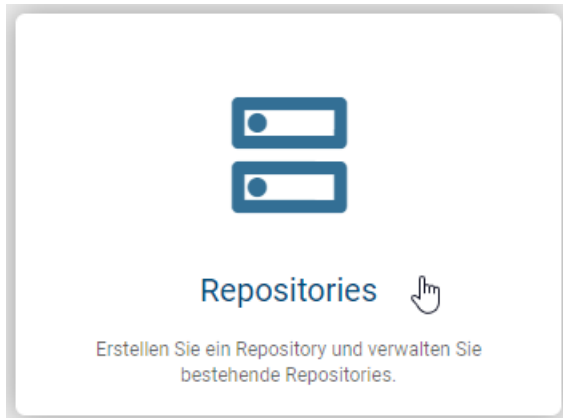 Repositories
Erstellen Sie ein Repository und verwalten Sie
bestehende Repositories.